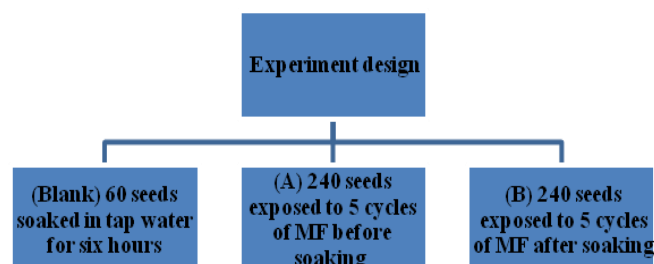 Experiment design
(Blank) 60 seeds
soaked in tap water
for six hours
(A) 240 seeds
exposed to 5 cycles
of MF before
soaking
(B) 240 seeds
exposed to 5 cycles
of MF after soaking